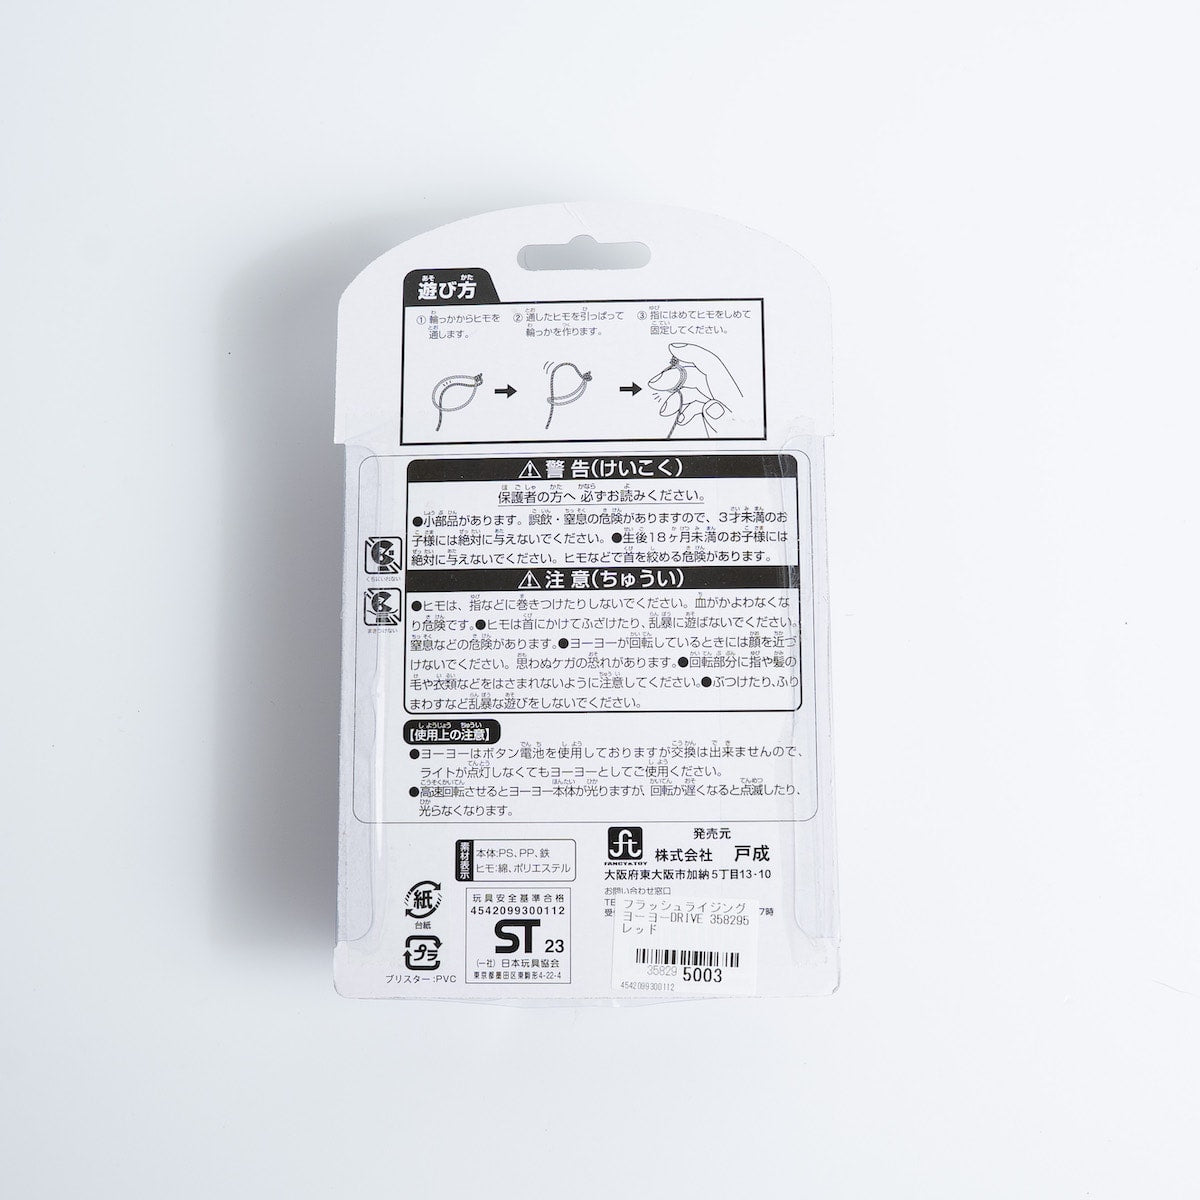 遊び方
① 輪っかからヒモを
通します。
② 通したヒモを引っぱって
輪っかを作ります。
③ 指にはめてヒモをしめて
固定してください。
⚠ 警告(けいこく)
保護者の方へ 必ずお読みください。
●小部品があります。誤飲・窒息の危険がありますので、3才未満のお
子様には絶対に与えないでください。●生後18ヶ月未満のお子様には
絶対に与えないでください。ヒモなどで首を絞める危険があります。
くちにいれない
⚠ 注意(ちゅうい)
●ヒモは、指などに巻きつけたりしないでください。血がかよわなくな
り危険です。●ヒモは首にかけてふざけたり、乱暴に遊ばないでください。
窒息などの危険があります。●ヨーヨーが回転しているときには顔を近づ
けないでください。思わぬケガの恐れがあります。●回転部分に指や髪の
毛や衣類などをはさまれないように注意してください。●ぶつけたり、ふり
まわすなど乱暴な遊びをしないでください。
まきつけない
【使用上の注意】
●ヨーヨーはボタン電池を使用しておりますが交換は出来ませんので、
ライトが点灯しなくてもヨーヨーとしてご使用ください。
●高速回転させるとヨーヨー本体が光りますが、回転が遅くなると点滅したり、
光らなくなります。
素材表示
本体:PS、PP、鉄
ヒモ:綿、ポリエステル
紙
台紙
プラ
ブリスター:PVC
玩具安全基準合格
4542099300112
ST 23
(一社)日本玩具協会
東京都墨田区東駒形4-22-4
ft
FANCY&TOY
発売元
株式会社 戸成
大阪府東大阪市加納5丁目13-10
お問い合わせ窓口
TE
受
7時
フラッシュライジング
ヨーヨーDRIVE 358295
レッド
35829 5003
4542099300112